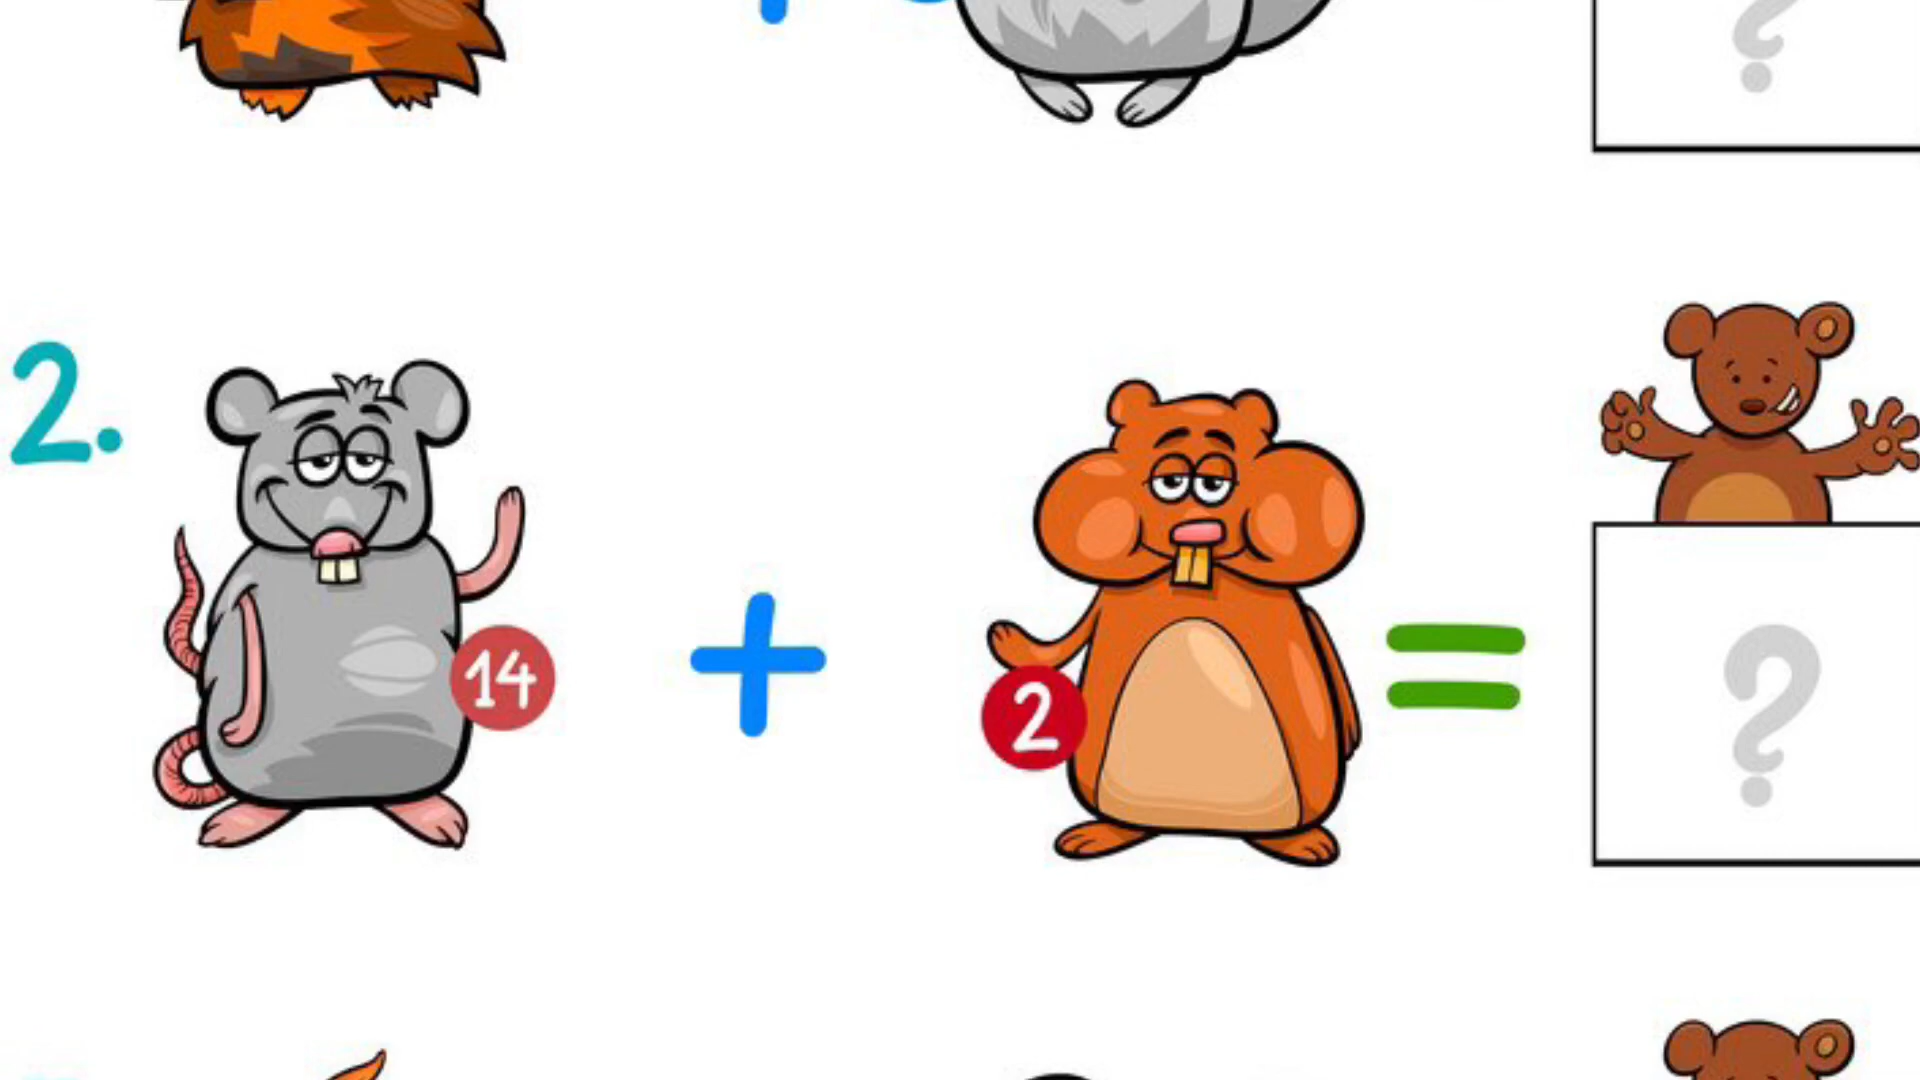 + ?
2. 14 + 2 = ?